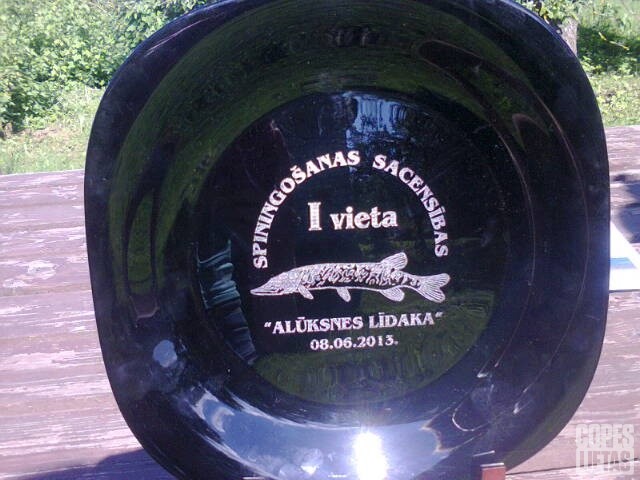 SPININGOŠANAS SACENSĪBAS
I vieta
"ALŪKSNES LĪDAKA"
08.06.2013.
COPES
LIETAS